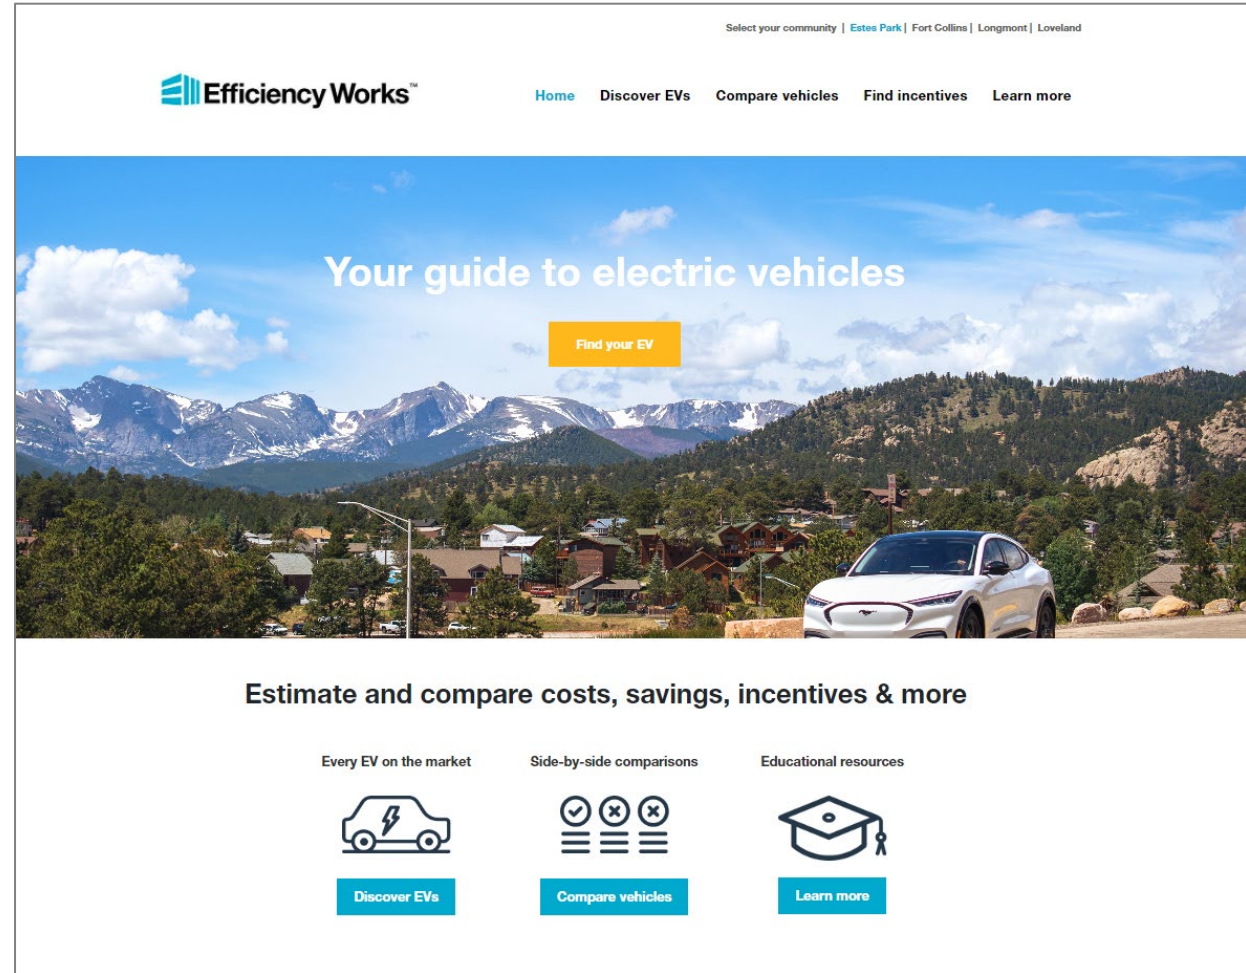 Select your community | Estes Park | Fort Collins | Longmont | Loveland
Efficiency Works™
Home Discover EVs Compare vehicles Find incentives Learn more
Your guide to electric vehicles
Find your EV
Estimate and compare costs, savings, incentives & more
Every EV on the market Side-by-side comparisons Educational resources
Discover EVs Compare vehicles Learn more